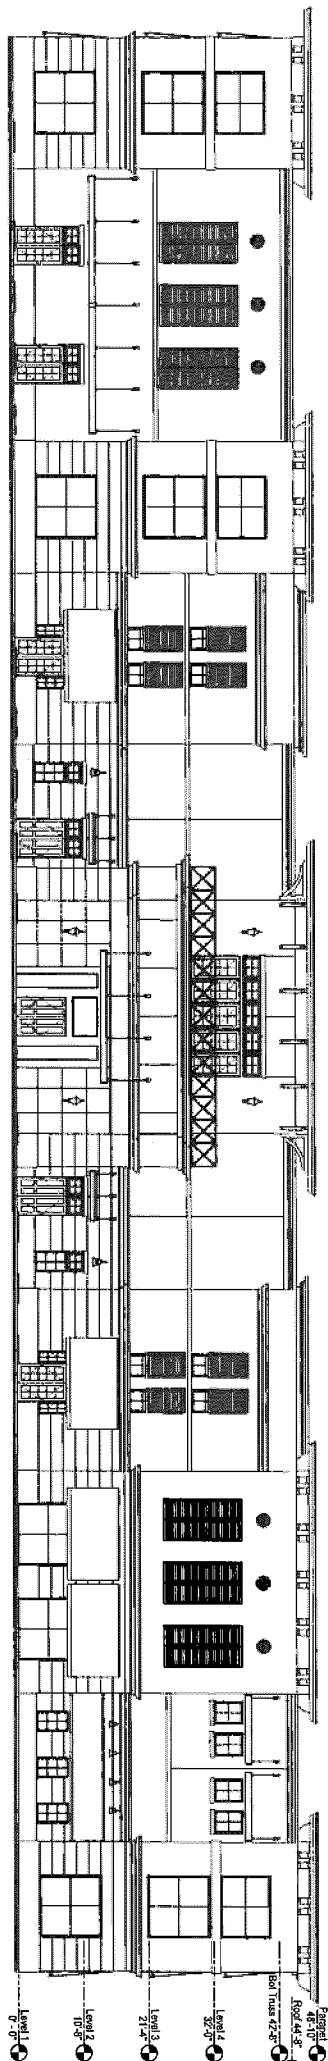 Parapet
48'-10"
Roof 44'-8"
Bot Truss 42'-8"
Level 4
32'-0"
Level 3
21'-4"
Level 2
10'-8"
Level 1
0'-0"